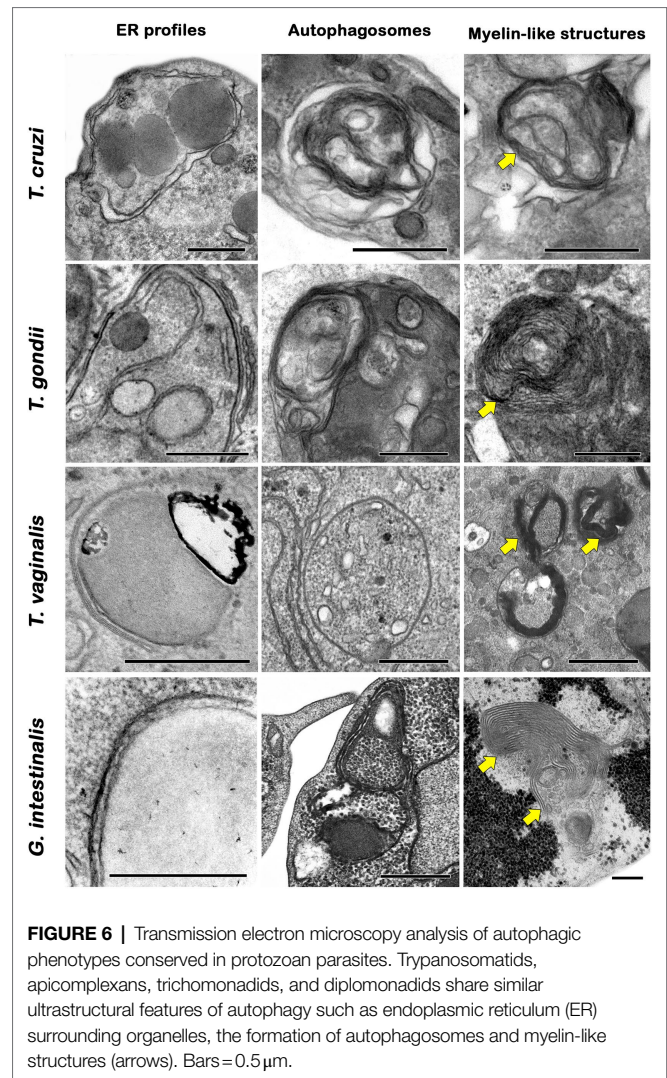 ER profiles
Autophagosomes
Myelin-like structures
T. cruzi
T. gondii
T. vaginalis
G. intestinalis
FIGURE 6 | Transmission electron microscopy analysis of autophagic
phenotypes conserved in protozoan parasites. Trypanosomatids,
apicomplexans, trichomonadids, and diplomonadids share similar
ultrastructural features of autophagy such as endoplasmic reticulum (ER)
surrounding organelles, the formation of autophagosomes and myelin-like
structures (arrows). Bars = 0.5 μm.